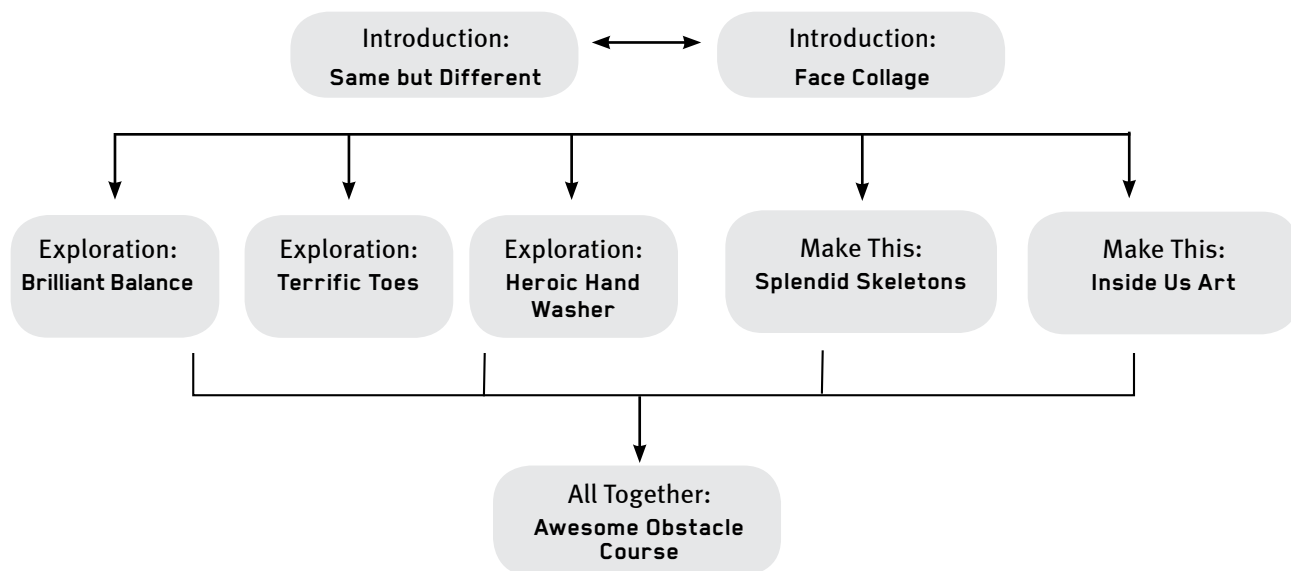 Introduction:
Same but Different
Introduction:
Face Collage
Exploration:
Brilliant Balance
Exploration:
Terrific Toes
Exploration:
Heroic Hand
Washer
Make This:
Splendid Skeletons
Make This:
Inside Us Art
All Together:
Awesome Obstacle
Course